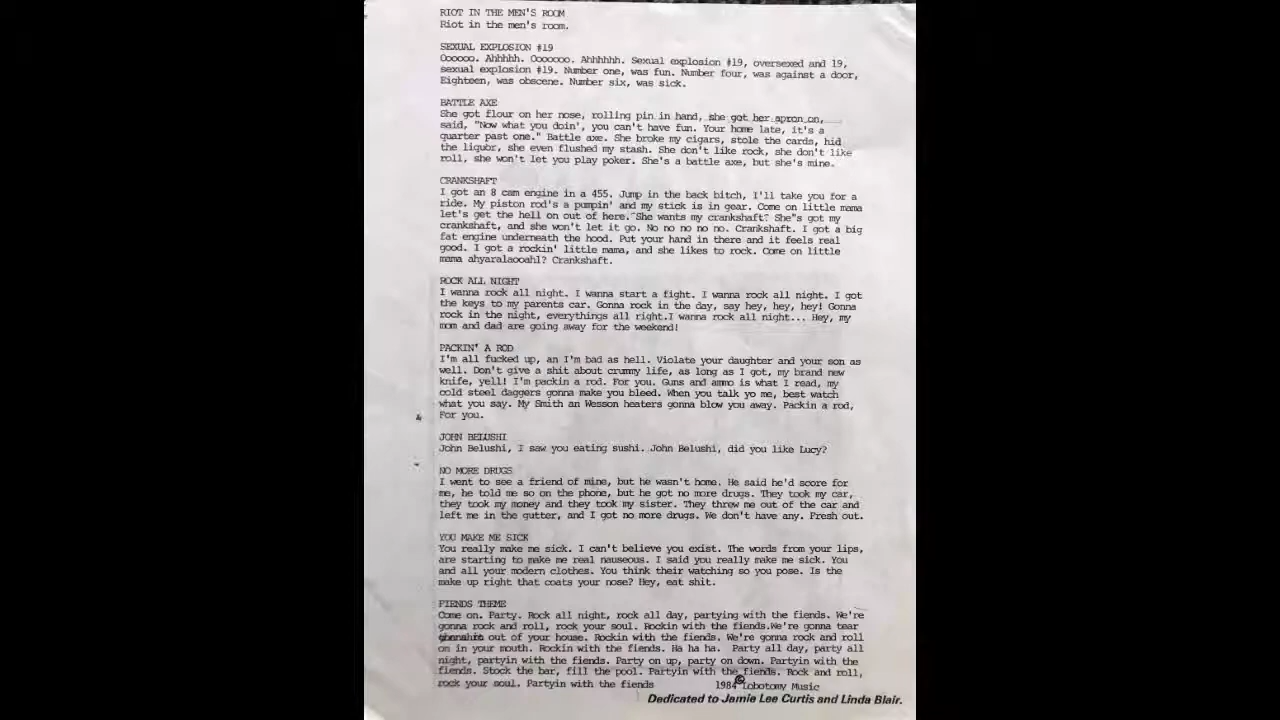 RIOT IN THE MEN'S ROOM
Riot in the men's room.
SEXUAL EXPLOSION #19
Oooooo. Ahhhhh. Ooooooo. Ahhhhhh. Sexual explosion #19, oversexed and 19,
sexual explosion #19. Number one, was fun. Number four, was against a door,
Eighteen, was obscene. Number six, was sick.
BATTLE AXE
She got flour on her nose, rolling pin in hand, she got her apron on,
said, "Now what you doin', you can't have fun. Your home late, it's a
quarter past one." Battle axe. She broke my cigars, stole the cards, hid
the liquor, she even flushed my stash. She don't like rock, she don't like
roll, she won't let you play poker. She's a battle axe, but she's mine.
CRANKSHAFT
I got an 8 cam engine in a 455. Jump in the back bitch, I'll take you for a
ride. My piston rod's a pumpin' and my stick is in gear. Come on little mama
let's get the hell on out of here. She wants my crankshaft? She"s got my
crankshaft, and she won't let it go. No no no no no. Crankshaft. I got a big
fat engine underneath the hood. Put your hand in there and it feels real
good. I got a rockin' little mama, and she likes to rock. Come on little
mama ahyaralaooahl? Crankshaft.
ROCK ALL NIGHT
I wanna rock all night. I wanna start a fight. I wanna rock all night. I got
the keys to my parents car. Gonna rock in the day, say hey, hey, hey! Gonna
rock in the night, everythings all right.I wanna rock all night... Hey, my
mom and dad are going away for the weekend!
PACKIN' A ROD
I'm all fucked up, an I'm bad as hell. Violate your daughter and your son as
well. Don't give a shit about crummy life, as long as I got, my brand new
knife, yell! I'm packin a rod. For you. Guns and ammo is what I read, my
cold steel daggers gonna make you bleed. When you talk yo me, best watch
what you say. My Smith an Wesson heaters gonna blow you away. Packin a rod,
For you.
JOHN BELUSHI
John Belushi, I saw you eating sushi. John Belushi, did you like Lucy?
NO MORE DRUGS
I went to see a friend of mine, but he wasn't home. He said he'd score for
me, he told me so on the phone, but he got no more drugs. They took my car,
they took my money and they took my sister. They threw me out of the car and
left me in the gutter, and I got no more drugs. We don't have any. Fresh out.
YOU MAKE ME SICK
You really make me sick. I can't believe you exist. The words from your lips,
are starting to make me real nauseous. I said you really make me sick. You
and all your modern clothes. You think their watching so you pose. Is the
make up right that coats your nose? Hey, eat shit.
FIENDS THEME
Come on. Party. Rock all night, rock all day, partying with the fiends. We're
gonna rock and roll, rock your soul. Rockin with the fiends.We're gonna tear
out of your house. Rockin with the fiends. We're gonna rock and roll
on in your mouth. Rockin with the fiends. Ha ha ha. Party all day, party all
night, partyin with the fiends. Party on up, party on down. Partyin with the
fiends. Stock the bar, fill the pool. Partyin with the fiends. Rock and roll,
rock your soul. Partyin with the fiends 1984 © Lobotomy Music
Dedicated to Jamie Lee Curtis and Linda Blair.